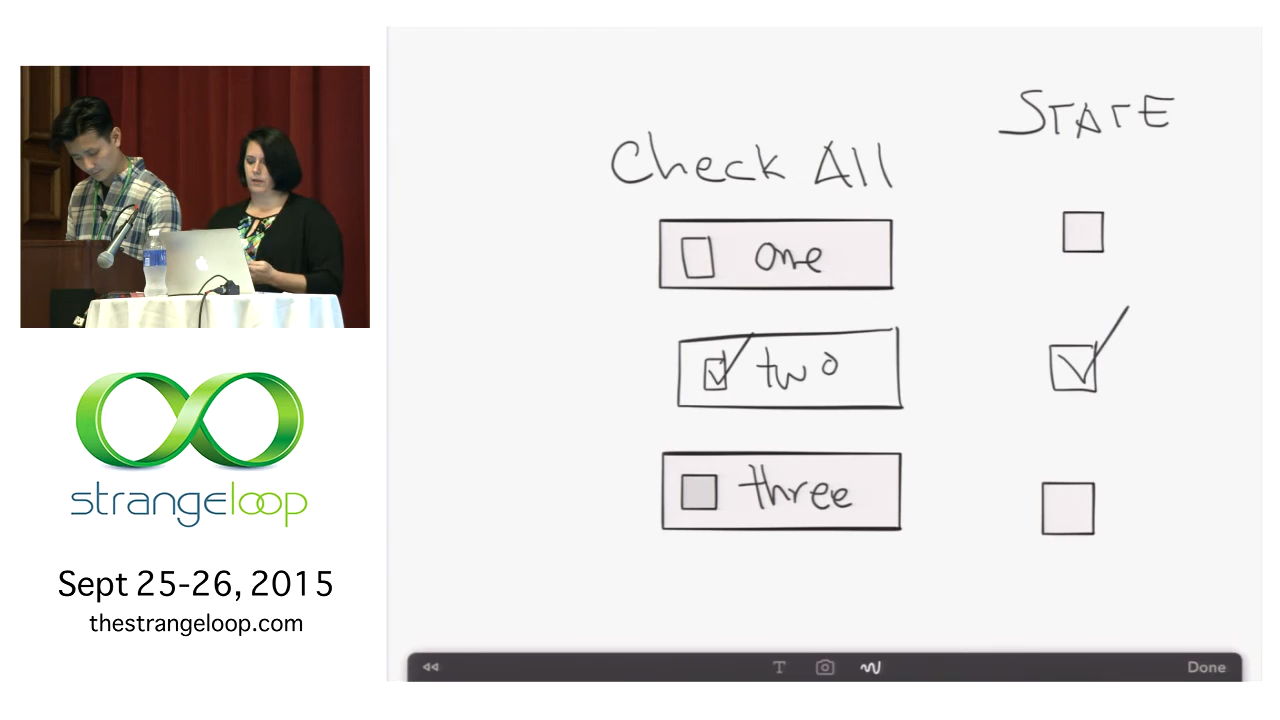 STATE
Check All
one
two
three
strangeloop
Sept 25-26, 2015
thestrangeloop.com
T
Done